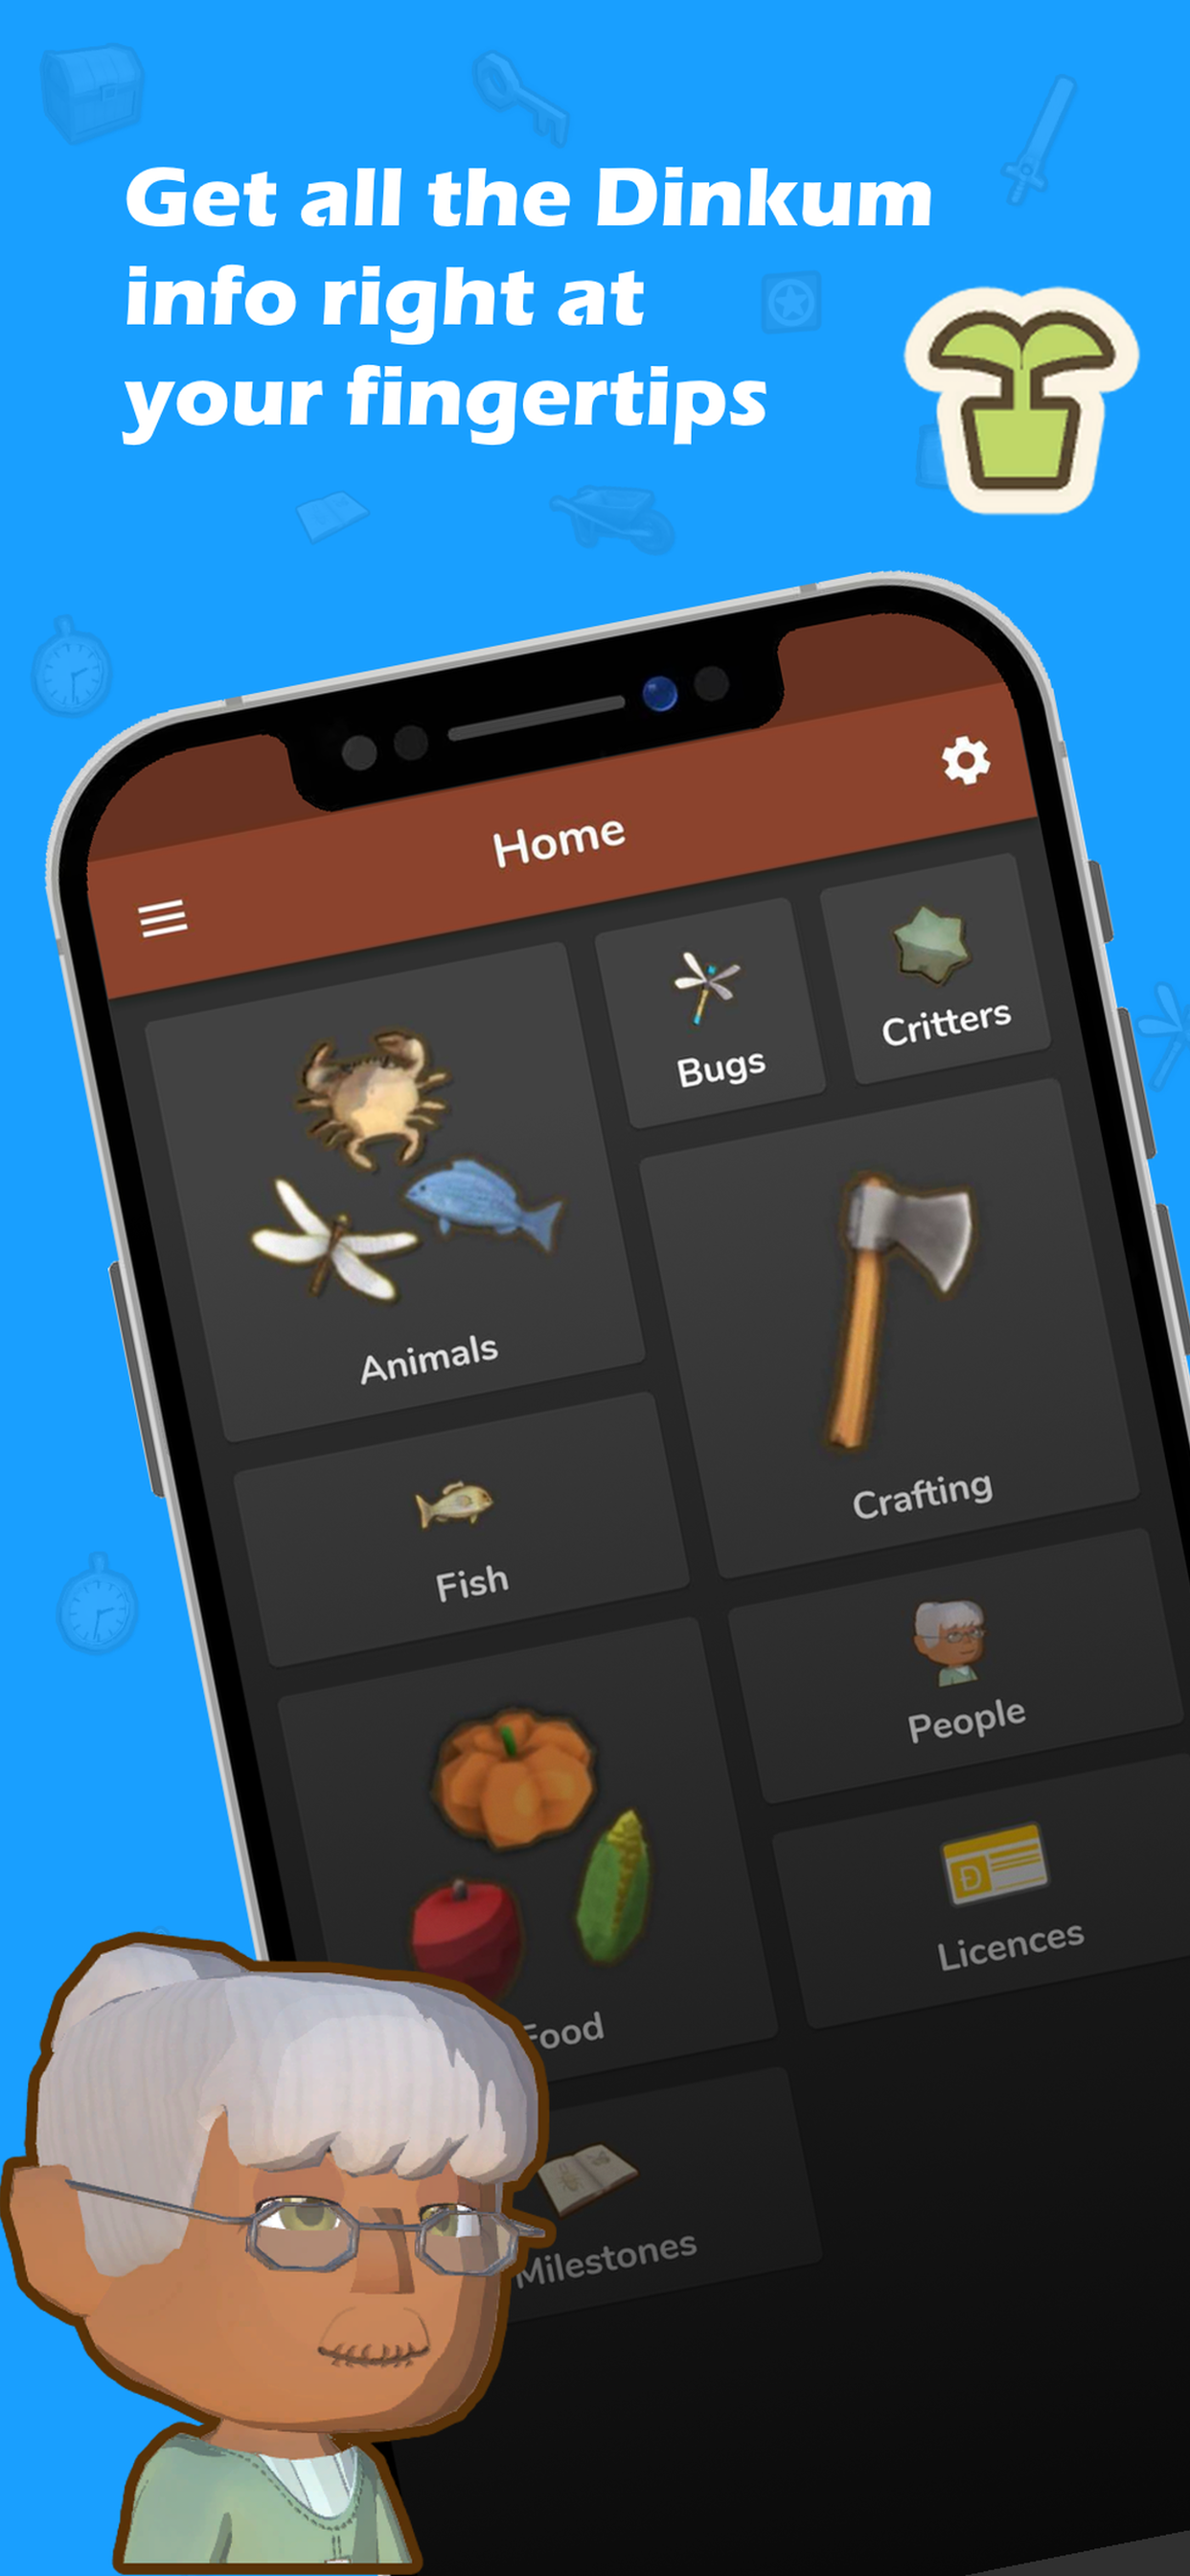 Get all the Dinkum
info right at
your fingertips
Home
Bugs
Critters
Animals
Crafting
Fish
People
Food
Licences
Milestones